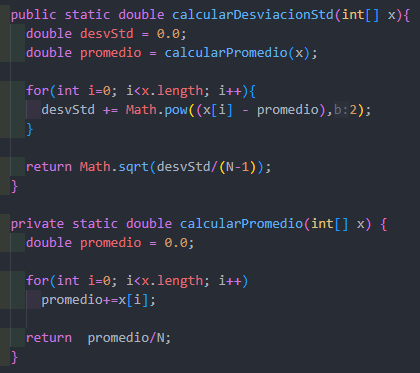 public static double calcularDesviacionStd(int[] x){
double desvStd = 0.0;
double promedio = calcularPromedio(x);
for(int i=0; i<x.length; i++){
desvStd += Math.pow((x[i] - promedio),b:2);
}
return Math.sqrt(desvStd/(N-1));
}
private static double calcularPromedio(int[] x) {
double promedio = 0.0;
for(int i=0; i<x.length; i++)
promedio+=x[i];
return  promedio/N;
}